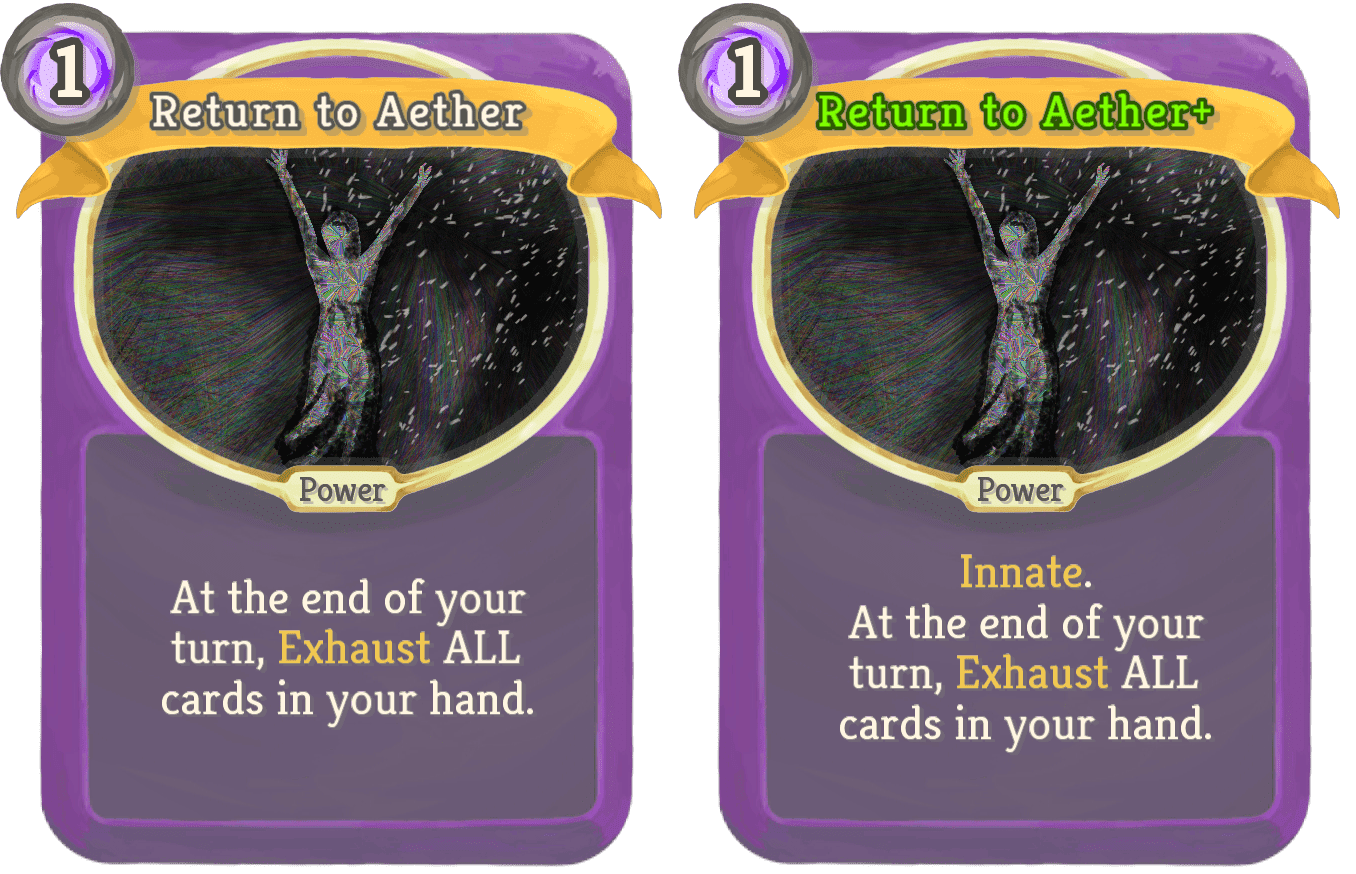 1
Return to Aether
Power
At the end of your
turn, Exhaust ALL
cards in your hand.
1
Return to Aether+
Power
Innate.
At the end of your
turn, Exhaust ALL
cards in your hand.